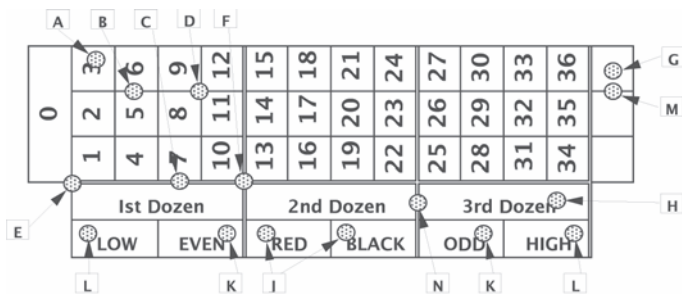 A B C D F
3 6 9 12 15 18 21 24 27 30 33 36
G
0 2 5 8 11 14 17 20 23 26 29 32 35
M
1 4 7 10 13 16 19 22 25 28 31 34
E
1st Dozen 2nd Dozen 3rd Dozen
H
LOW EVEN RED BLACK ODD HIGH
L K J N K L